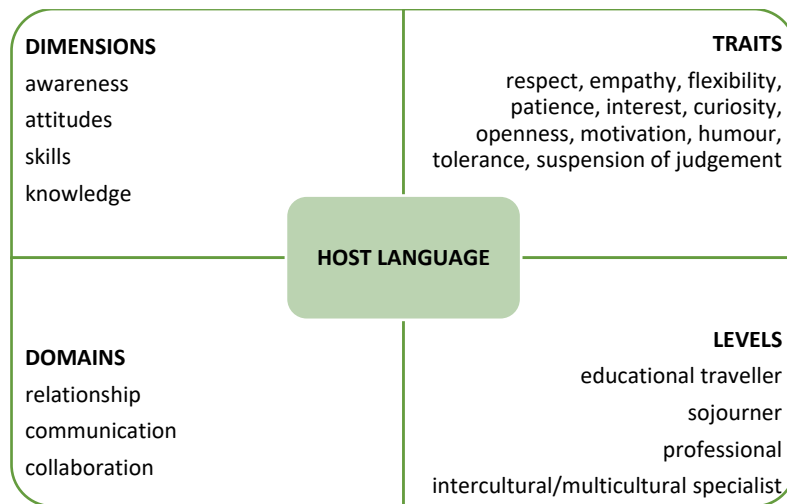 DIMENSIONS
awareness
attitudes
skills
knowledge
TRAITS
respect, empathy, flexibility,
patience, interest, curiosity,
openness, motivation, humour,
tolerance, suspension of judgement
HOST LANGUAGE
DOMAINS
relationship
communication
collaboration
LEVELS
educational traveller
sojourner
professional
intercultural/multicultural specialist